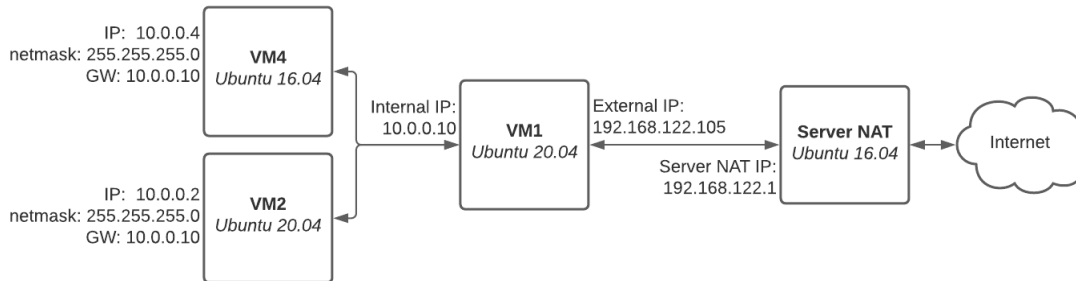 IP: 10.0.0.4
netmask: 255.255.255.0
GW: 10.0.0.10
VM4
Ubuntu 16.04
IP: 10.0.0.2
netmask: 255.255.255.0
GW: 10.0.0.10
VM2
Ubuntu 20.04
Internal IP:
10.0.0.10
VM1
Ubuntu 20.04
External IP:
192.168.122.105
Server NAT IP:
192.168.122.1
Server NAT
Ubuntu 16.04
Internet